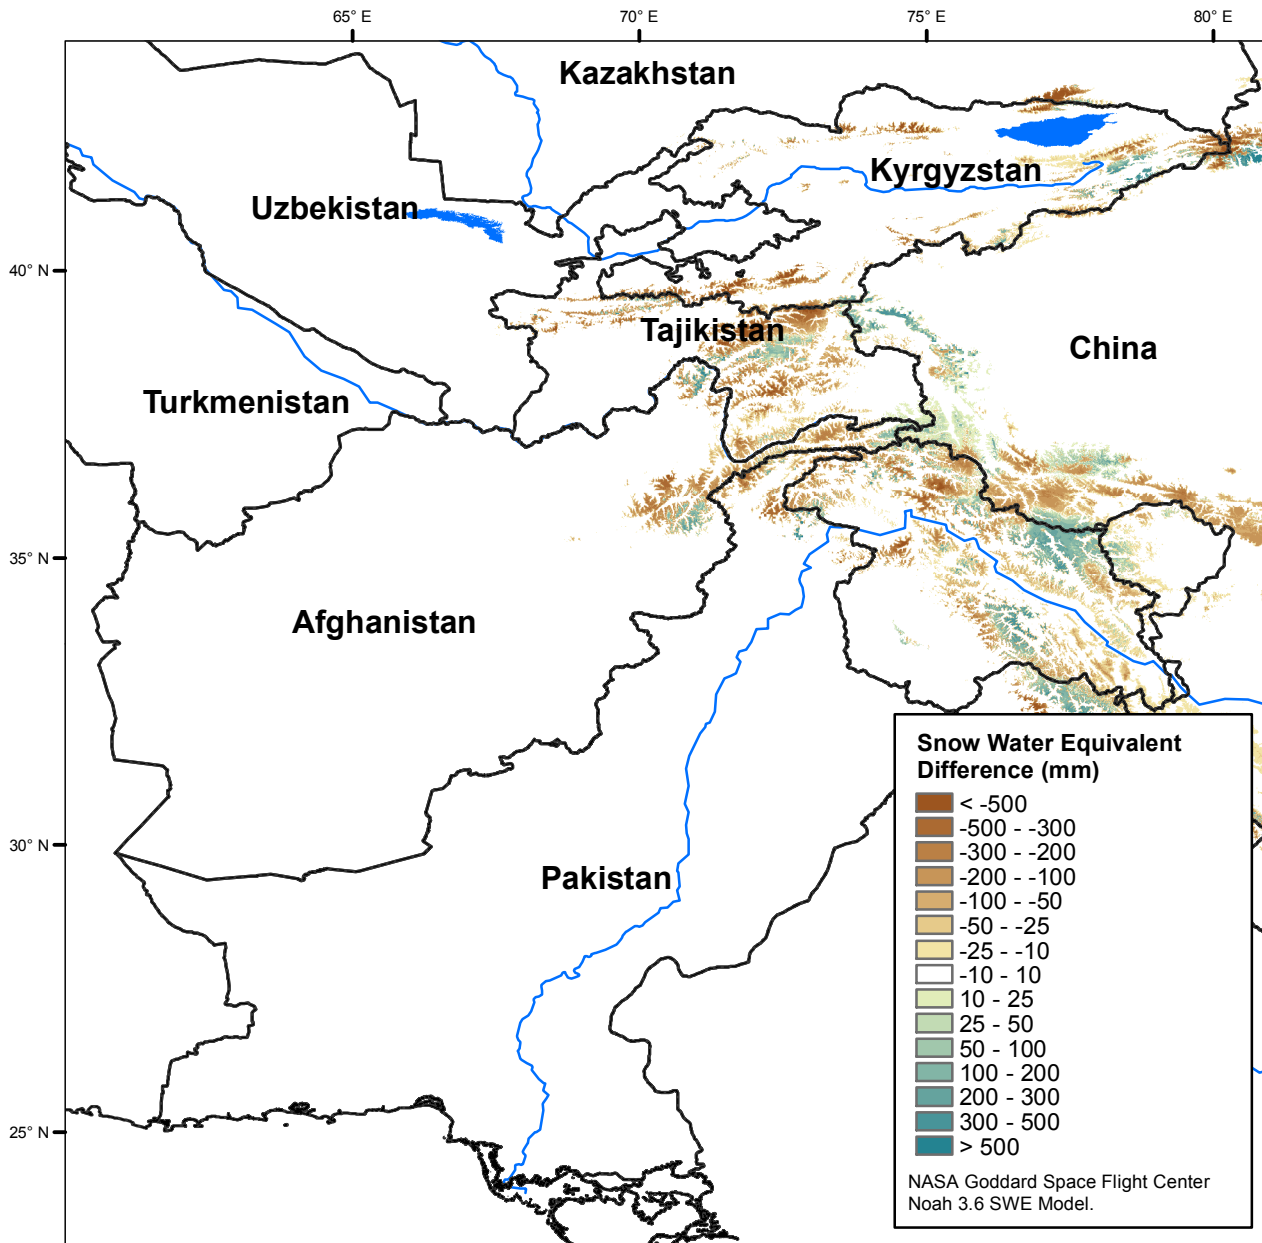 65° E
70° E
75° E
80° E
Kazakhstan
Kyrgyzstan
Uzbekistan
40° N
Tajikistan
China
Turkmenistan
35° N
Afghanistan
30° N
Pakistan
25° N
Snow Water Equivalent
Difference (mm)
< -500
-500 - -300
-300 - -200
-200 - -100
-100 - -50
-50 - -25
-25 - -10
-10 - 10
10 - 25
25 - 50
50 - 100
100 - 200
200 - 300
300 - 500
> 500
NASA Goddard Space Flight Center
Noah 3.6 SWE Model.